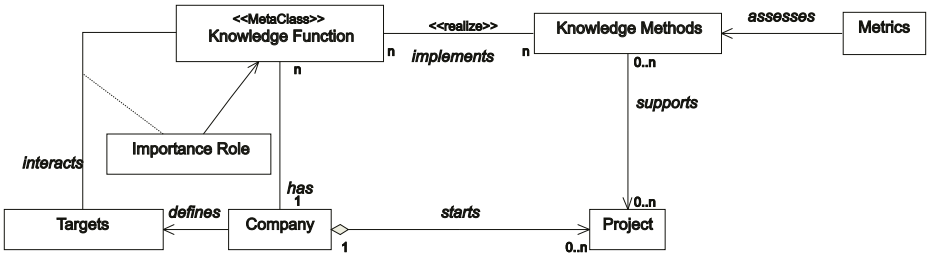 <<MetaClass>>
Knowledge Function
n
<<realize>>
implements
n
Knowledge Methods
assesses
Metrics
n
0..n
supports
Importance Role
interacts
has
1
0..n
Targets
defines
Company
1
starts
0..n
Project